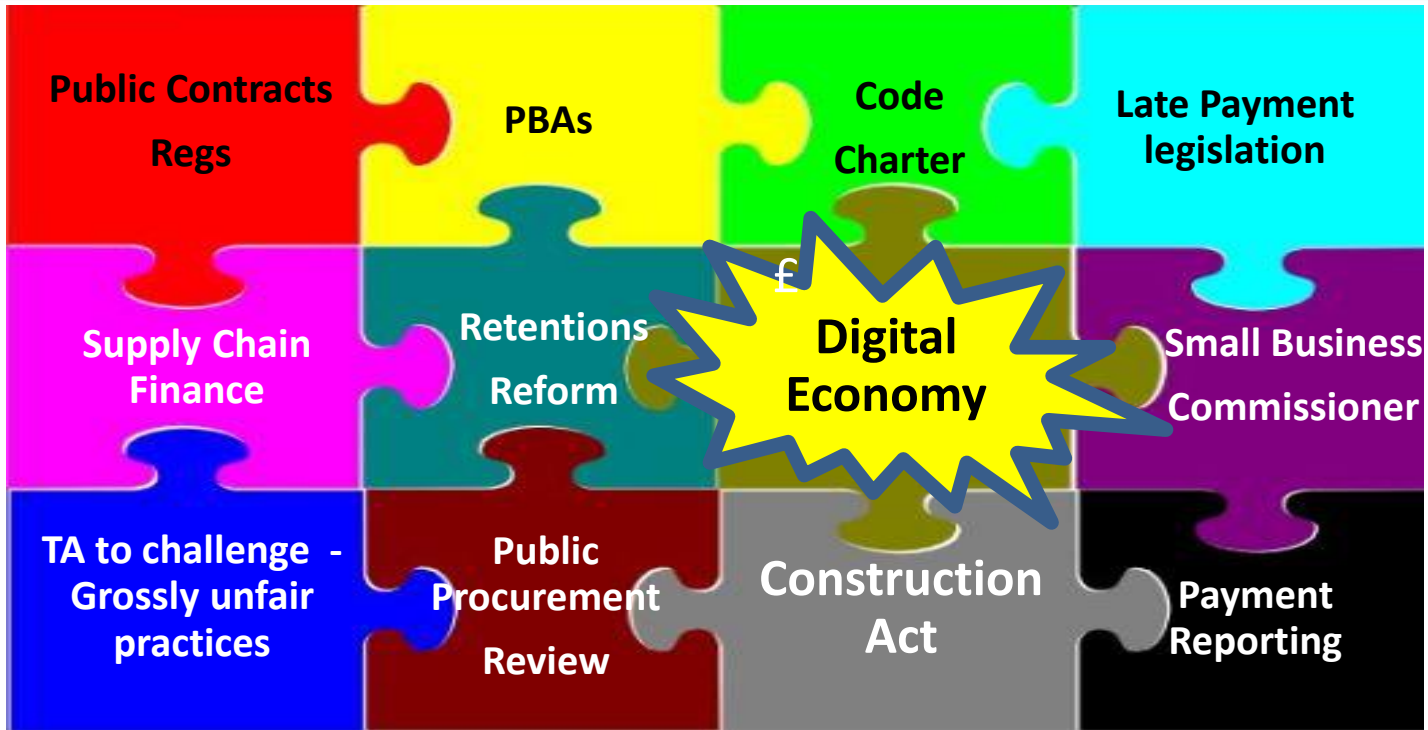 Public Contracts
Regs
PBAs
Code
Charter
Late Payment
legislation
Supply Chain
Finance
Retentions
Reform
£
Digital
Economy
Small Business
Commissioner
TA to challenge  -
Grossly unfair
practices
Public
Procurement
Review
Construction
Act
Payment
Reporting